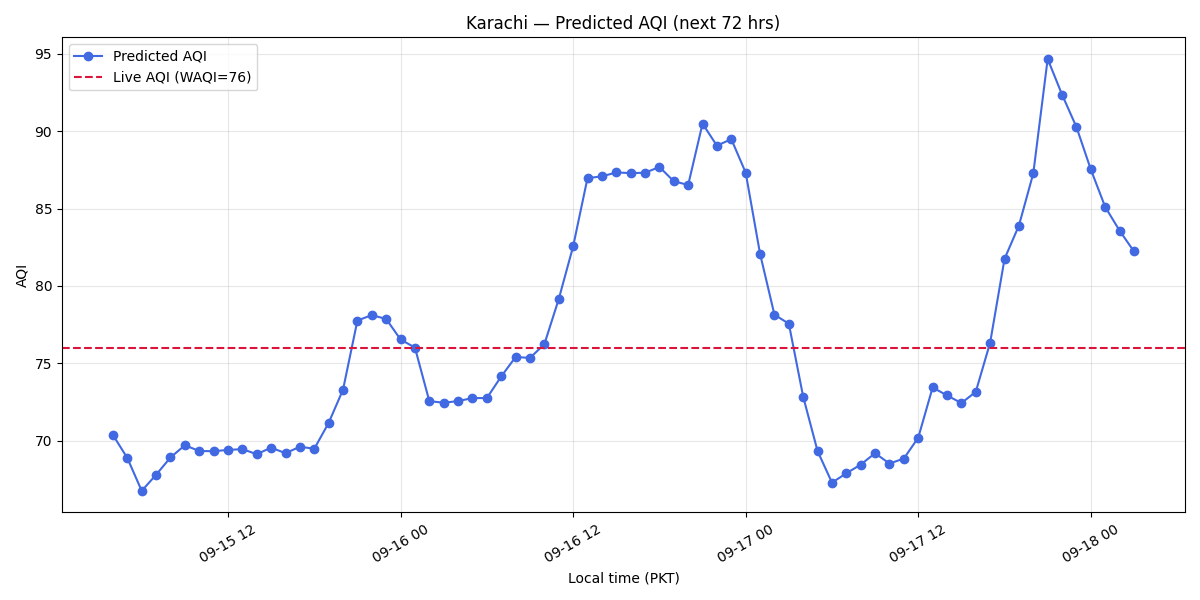 Karachi — Predicted AQI (next 72 hrs)
Predicted AQI
Live AQI (WAQI=76)
95
90
85
80
75
70
AQI
09-15 12
09-16 00
09-16 12
09-17 00
09-17 12
09-18 00
Local time (PKT)